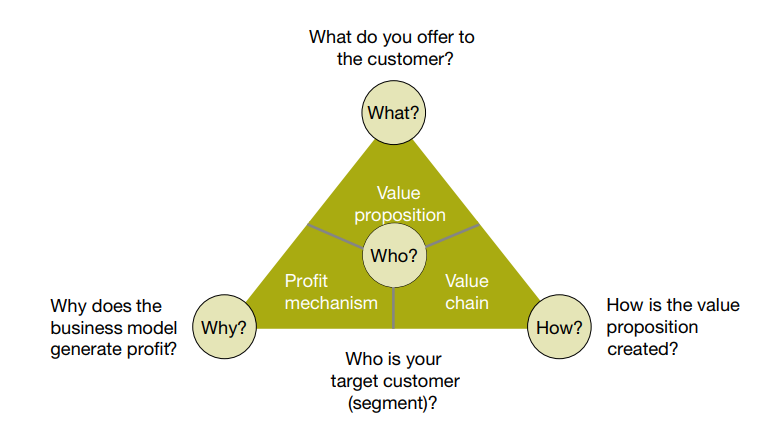 What do you offer to
the customer?
What?
Value
proposition
Who?
Profit
mechanism
Value
chain
Why does the
business model
generate profit?
Why?
How?
How is the value
proposition
created?
Who is your
target customer
(segment)?